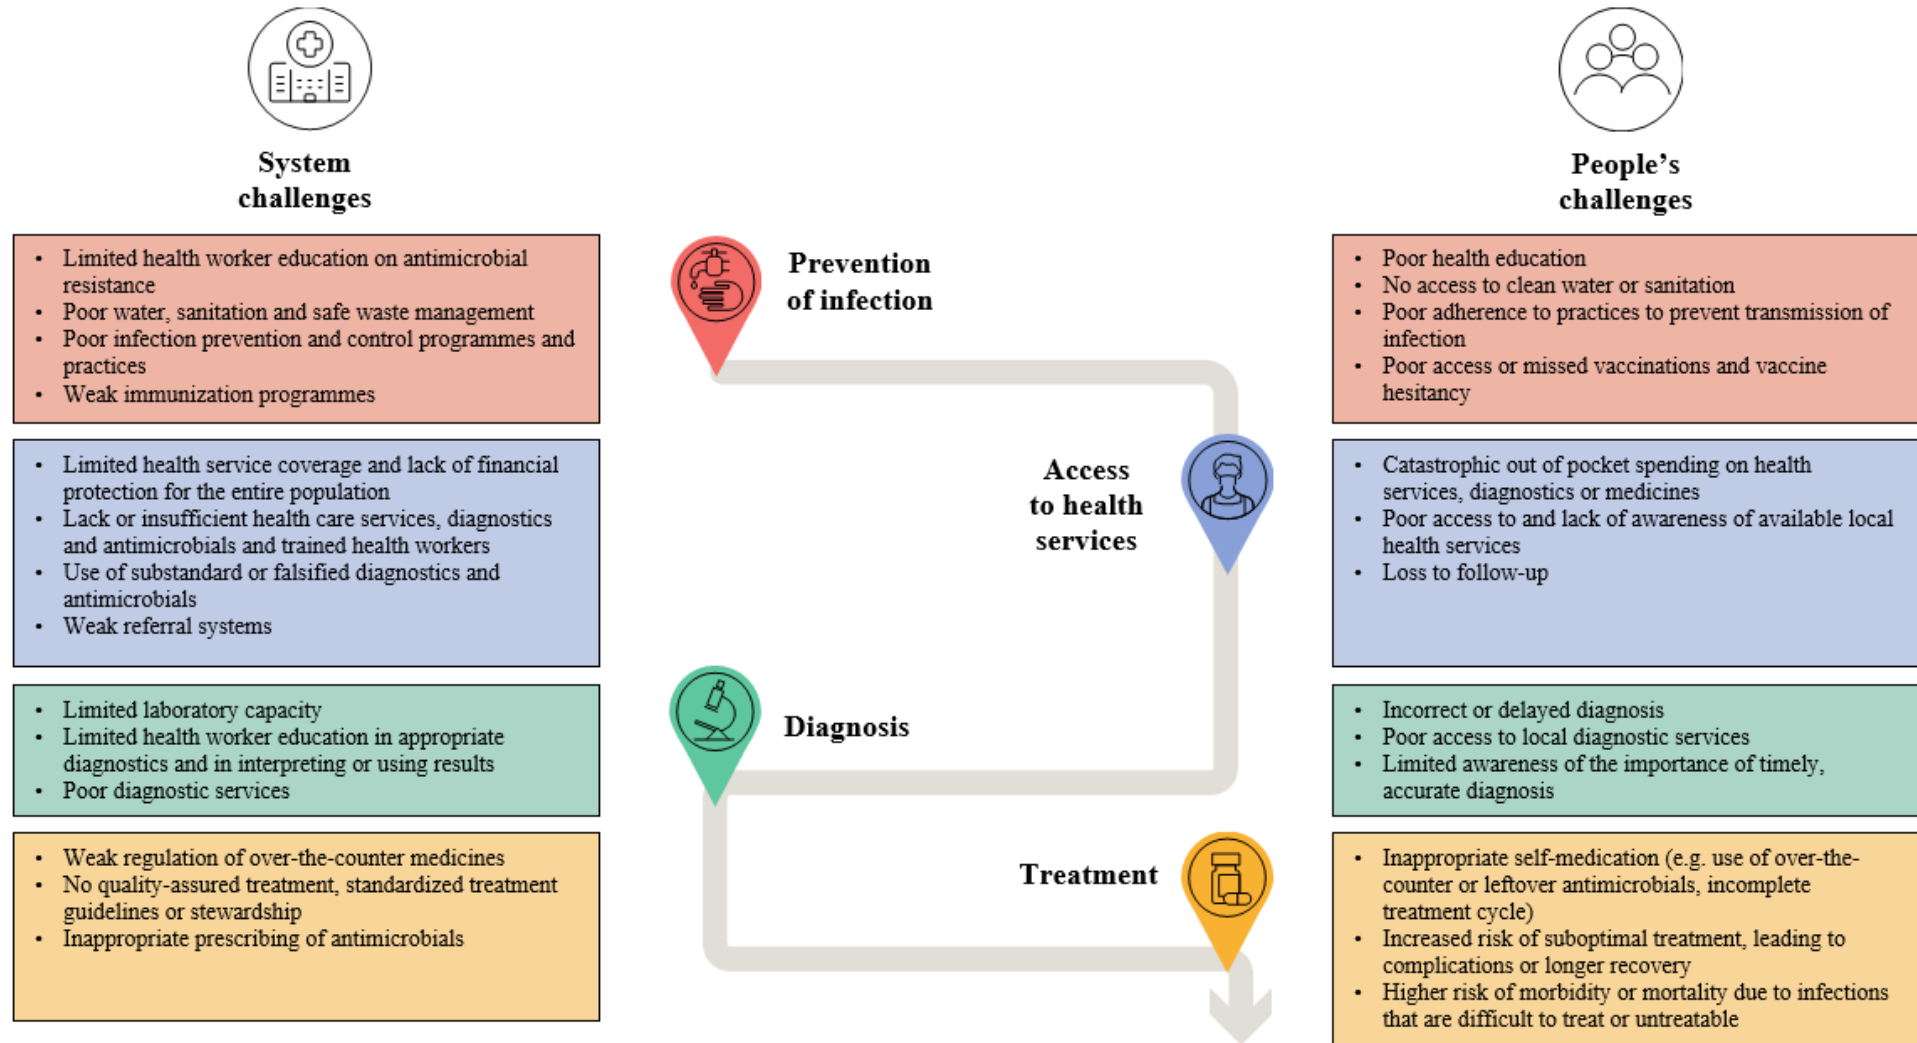 System
challenges
People's
challenges
• Limited health worker education on antimicrobial
resistance
• Poor water, sanitation and safe waste management
• Poor infection prevention and control programmes and
practices
• Weak immunization programmes
Prevention
of infection
• Poor health education
• No access to clean water or sanitation
• Poor adherence to practices to prevent transmission of
infection
• Poor access or missed vaccinations and vaccine
hesitancy
• Limited health service coverage and lack of financial
protection for the entire population
• Lack or insufficient health care services, diagnostics
and antimicrobials and trained health workers
• Use of substandard or falsified diagnostics and
antimicrobials
• Weak referral systems
Access
to health
services
• Catastrophic out of pocket spending on health
services, diagnostics or medicines
• Poor access to and lack of awareness of available local
health services
• Loss to follow-up
• Limited laboratory capacity
• Limited health worker education in appropriate
diagnostics and in interpreting or using results
• Poor diagnostic services
Diagnosis
• Incorrect or delayed diagnosis
• Poor access to local diagnostic services
• Limited awareness of the importance of timely,
accurate diagnosis
• Weak regulation of over-the-counter medicines
• No quality-assured treatment, standardized treatment
guidelines or stewardship
• Inappropriate prescribing of antimicrobials
Treatment
• Inappropriate self-medication (e.g. use of over-the-
counter or leftover antimicrobials, incomplete
treatment cycle)
• Increased risk of suboptimal treatment, leading to
complications or longer recovery
• Higher risk of morbidity or mortality due to infections
that are difficult to treat or untreatable